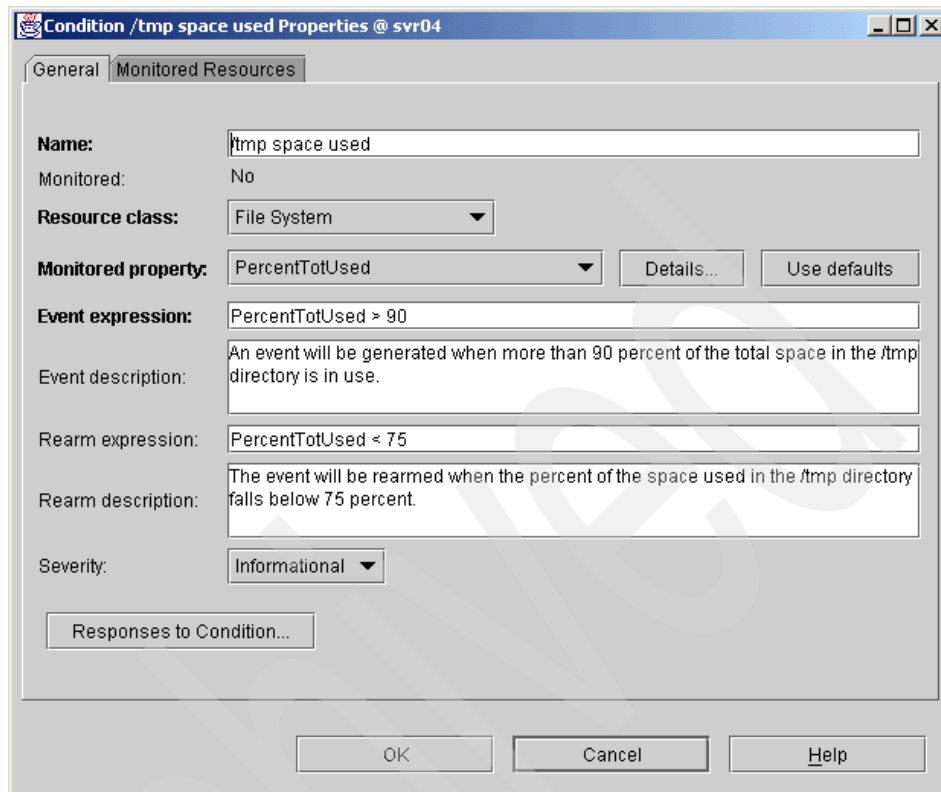 Condition /tmp space used Properties @ svr04
General Monitored Resources
Name: /tmp space used
Monitored: No
Resource class: File System
Monitored property: PercentTotUsed Details... Use defaults
Event expression: PercentTotUsed > 90
Event description: An event will be generated when more than 90 percent of the total space in the /tmp
directory is in use.
Rearm expression: PercentTotUsed < 75
Rearm description: The event will be rearmed when the percent of the space used in the /tmp directory
falls below 75 percent.
Severity: Informational
Responses to Condition...
OK Cancel Help